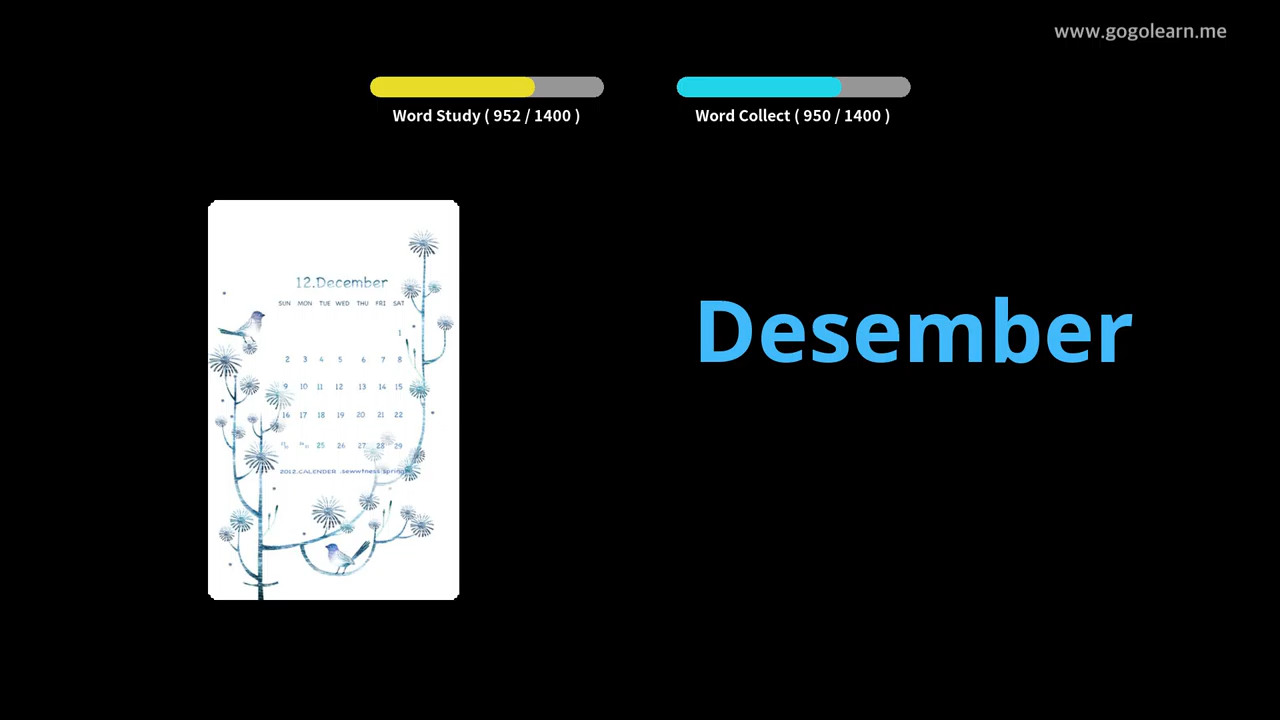 www.gogolearn.me
Word Study ( 952 / 1400 )
Word Collect ( 950 / 1400 )
12.December
SUN MON TUE WED THU FRI SAT
1
2 3 4 5 6 7 8
9 10 11 12 13 14 15
16 17 18 19 20 21 22
25 26 27 28 29
2012.CALENDER .sewwtness spring
Desember